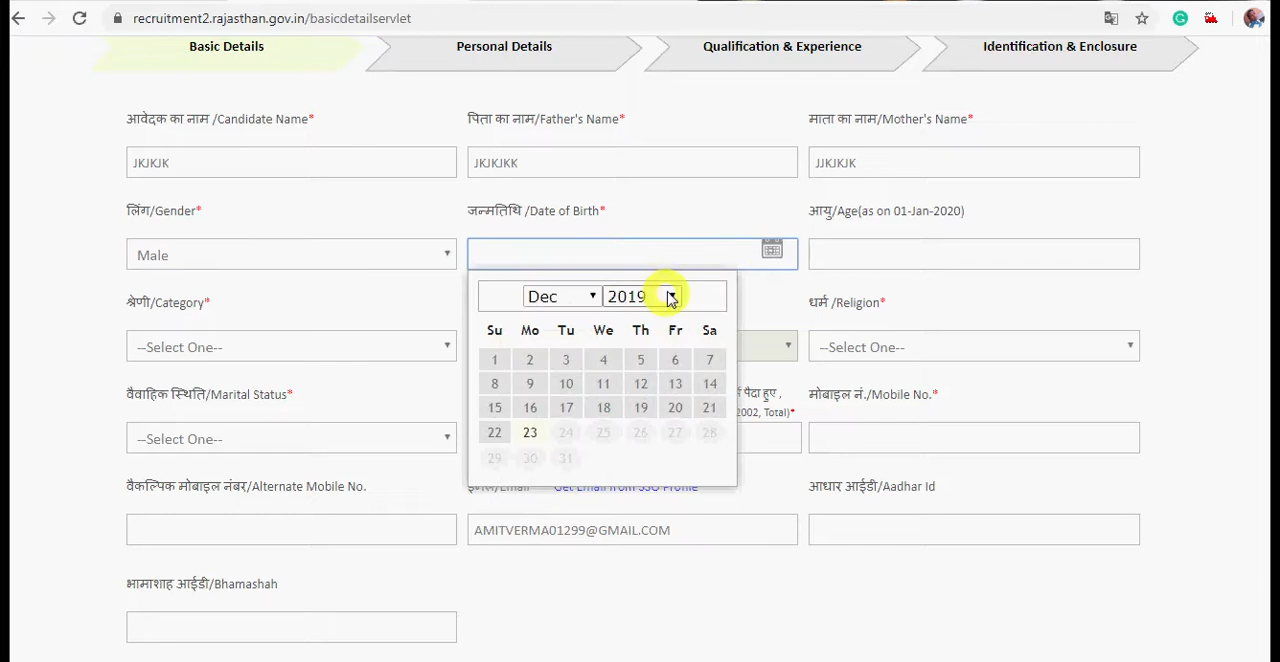 recruitment2.rajasthan.gov.in/basicdetailservlet
Basic Details Personal Details Qualification & Experience Identification & Enclosure
आवेदक का नाम /Candidate Name* पिता का नाम/Father's Name* माता का नाम/Mother's Name*
JKJKJK JKJKJKK JJKJKJK
लिंग/Gender* जन्मतिथि /Date of Birth* आयु/Age(as on 01-Jan-2020)
Male
Dec 2019
श्रेणी/Category* धर्म /Religion*
Su Mo Tu We Th Fr Sa
--Select One-- --Select One--
1 2 3 4 5 6 7
8 9 10 11 12 13 14
वैवाहिक स्थिति/Marital Status* में पैदा हुए , मोबाइल नं./Mobile No.*
15 16 17 18 19 20 21
2002, Total)*
22 23 24 25 26 27 28
--Select One--
29 30 31
वैकल्पिक मोबाइल नंबर/Alternate Mobile No. Get Email from SSO Profile आधार आईडी/Aadhar Id
AMITVERMA01299@GMAIL.COM
भामाशाह आईडी/Bhamashah